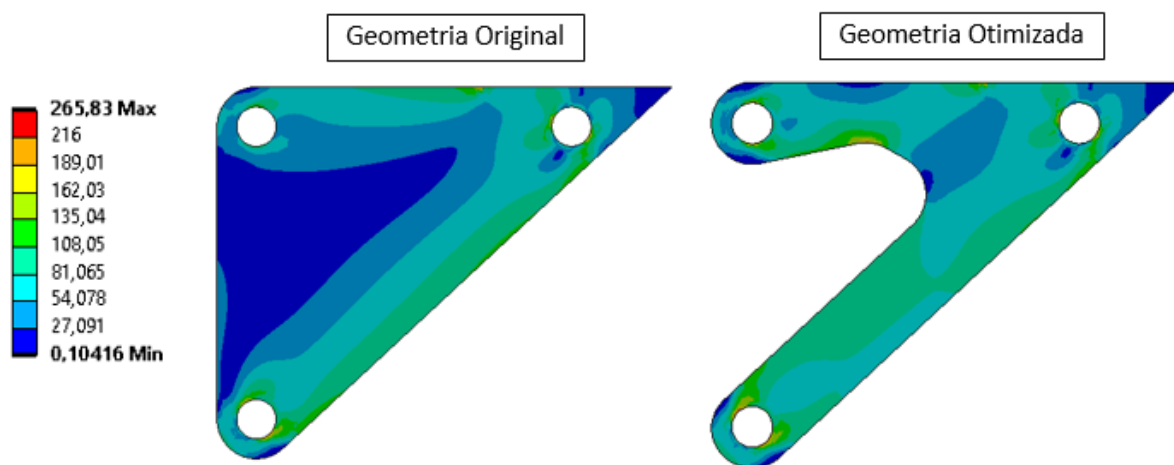 Geometria Original
Geometria Otimizada
265,83 Max
216
189,01
162,03
135,04
108,05
81,065
54,078
27,091
0,10416 Min